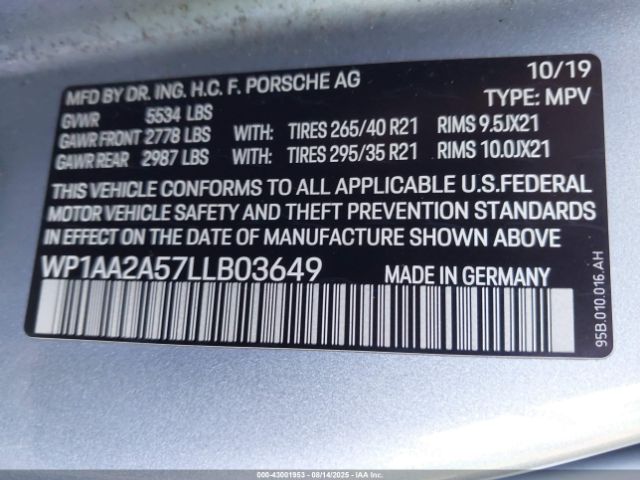 MFD BY DR. ING. H.C. F. PORSCHE AG 10/19
GVWR 5534 LBS TYPE: MPV
GAWR FRONT 2778 LBS WITH: TIRES 265/40 R21 RIMS 9.5JX21
GAWR REAR 2987 LBS WITH: TIRES 295/35 R21 RIMS 10.0JX21
THIS VEHICLE CONFORMS TO ALL APPLICABLE U.S.FEDERAL
MOTOR VEHICLE SAFETY AND THEFT PREVENTION STANDARDS
IN EFFECT ON THE DATE OF MANUFACTURE SHOWN ABOVE.
WP1AA2A57LLB03649 MADE IN GERMANY
95B.010.016.AH
-43001953 - 08/14/2025 - IAA Inc.